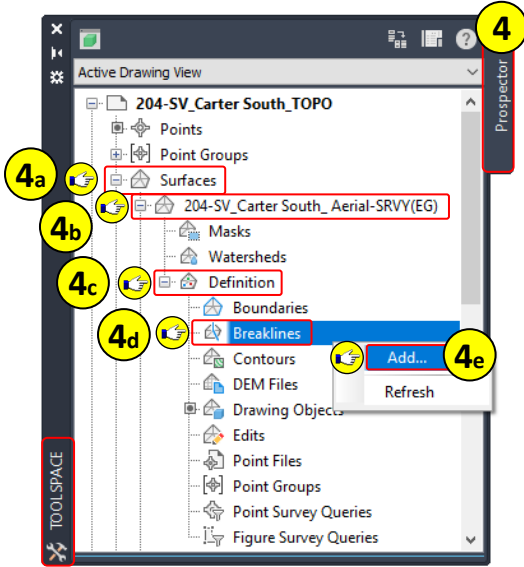 4
Prospector
Active Drawing View
204-SV_Carter South_TOPO
Points
Point Groups
4a
Surfaces
204-SV_Carter South_ Aerial-SRVY(EG)
4b
Masks
Watersheds
4c
Definition
Boundaries
4d
Breaklines
Contours
Add...
4e
DEM Files
Refresh
Drawing Objects
Edits
Point Files
Point Groups
Point Survey Queries
Figure Survey Queries
TOOLSPACE